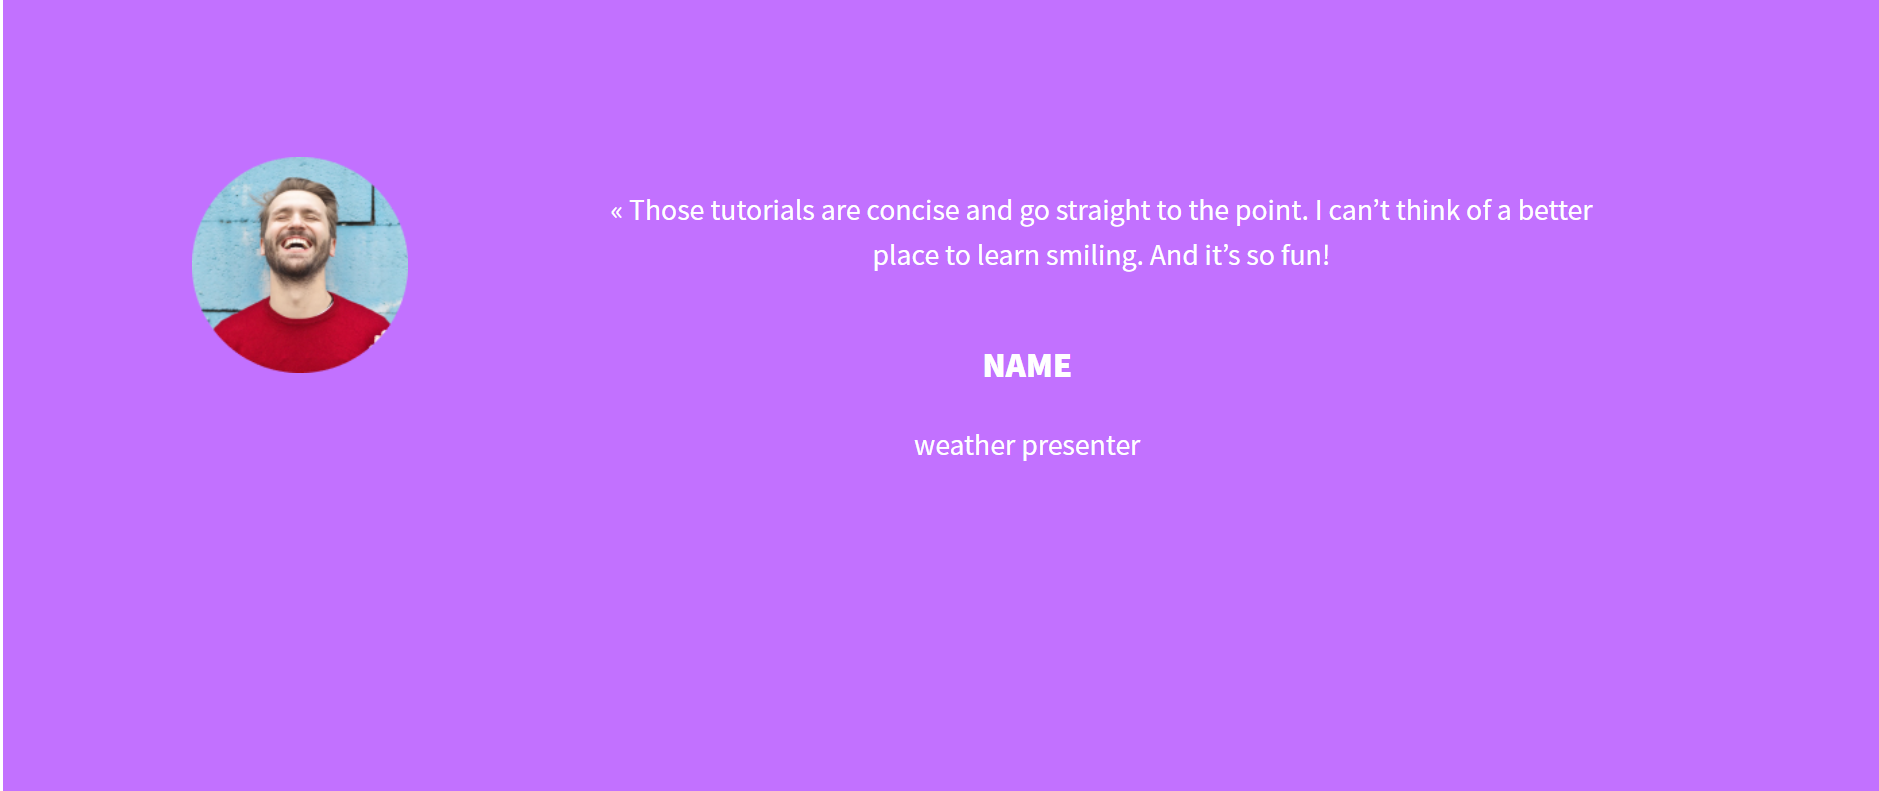 « Those tutorials are concise and go straight to the point. I can’t think of a better
place to learn smiling. And it’s so fun!
NAME
weather presenter